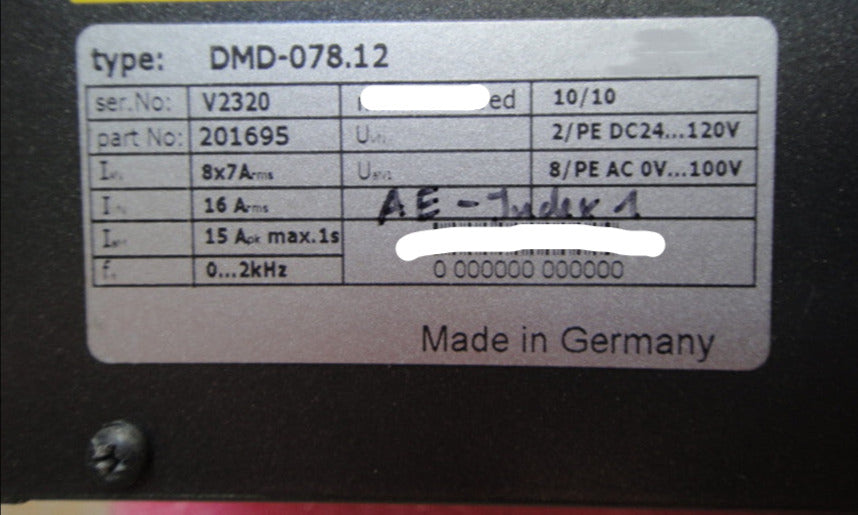 type: DMD-078.12
ser.No: V2320 ed 10/10
part No: 201695 U 2/PE DC24...120V
I 8x7Arms U 8/PE AC 0V...100V
I 16 Arms AE - Index 1
I 15 Apk max.1s
0 000000 000000
f 0...2kHz
Made in Germany